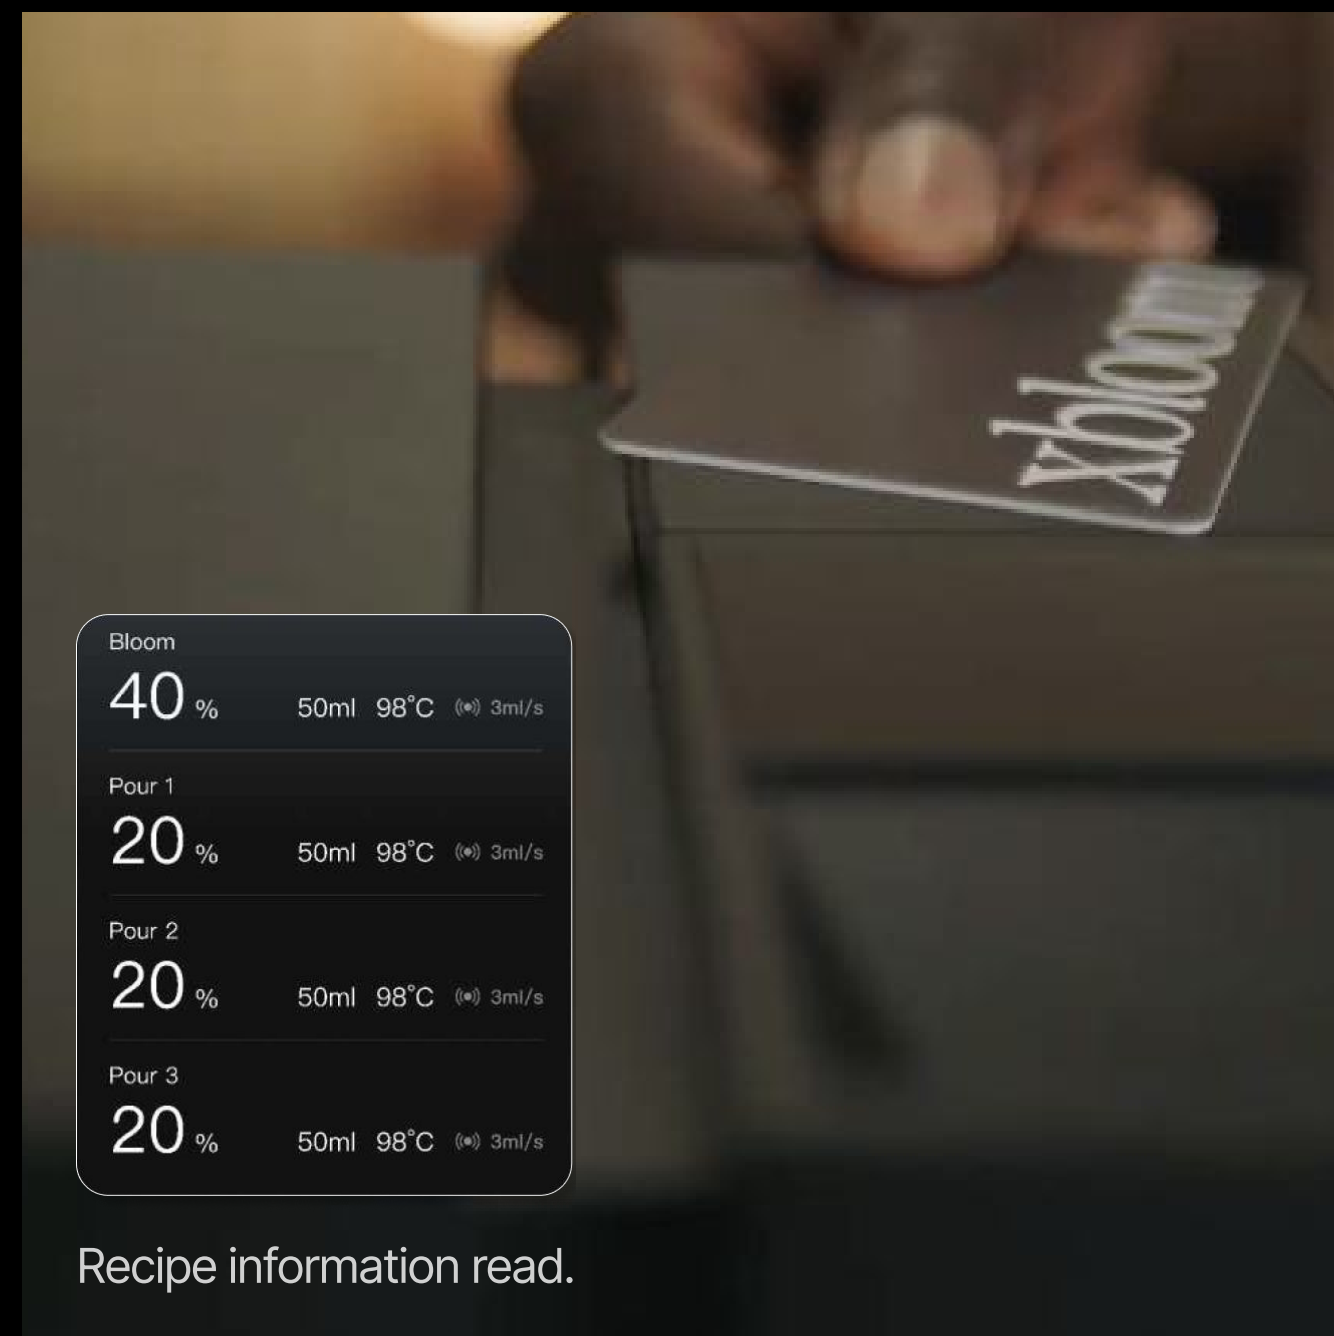 xbloom
Bloom
40 % 50ml 98°C 3ml/s
Pour 1
20 % 50ml 98°C 3ml/s
Pour 2
20 % 50ml 98°C 3ml/s
Pour 3
20 % 50ml 98°C 3ml/s
Recipe information read.